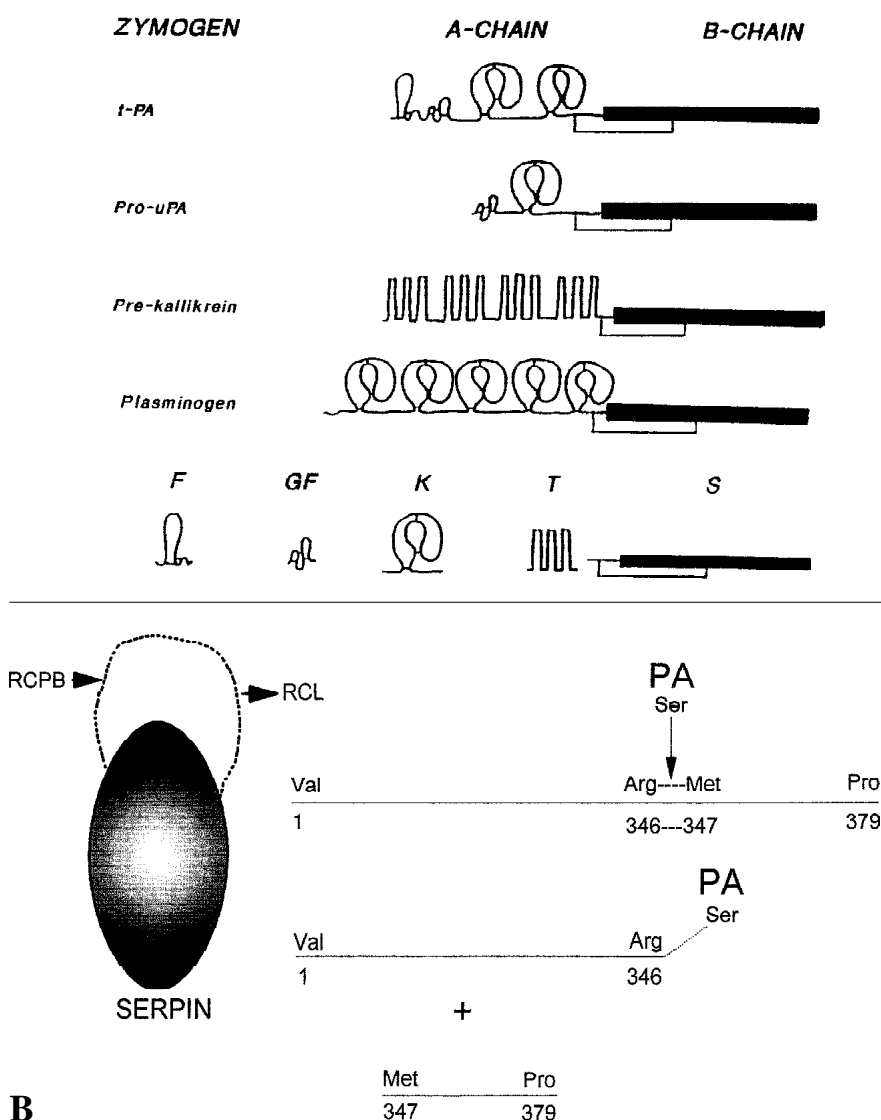 ZYMOGEN A-CHAIN B-CHAIN
t-PA
Pro-uPA
Pre-kallikrein
Plasminogen
F GF K T S
RCPB RCL
PA
Ser
Val Arg----Met Pro
1 346---347 379
PA
Ser
Val Arg
1 346
SERPIN
+
Met Pro
B 347 379